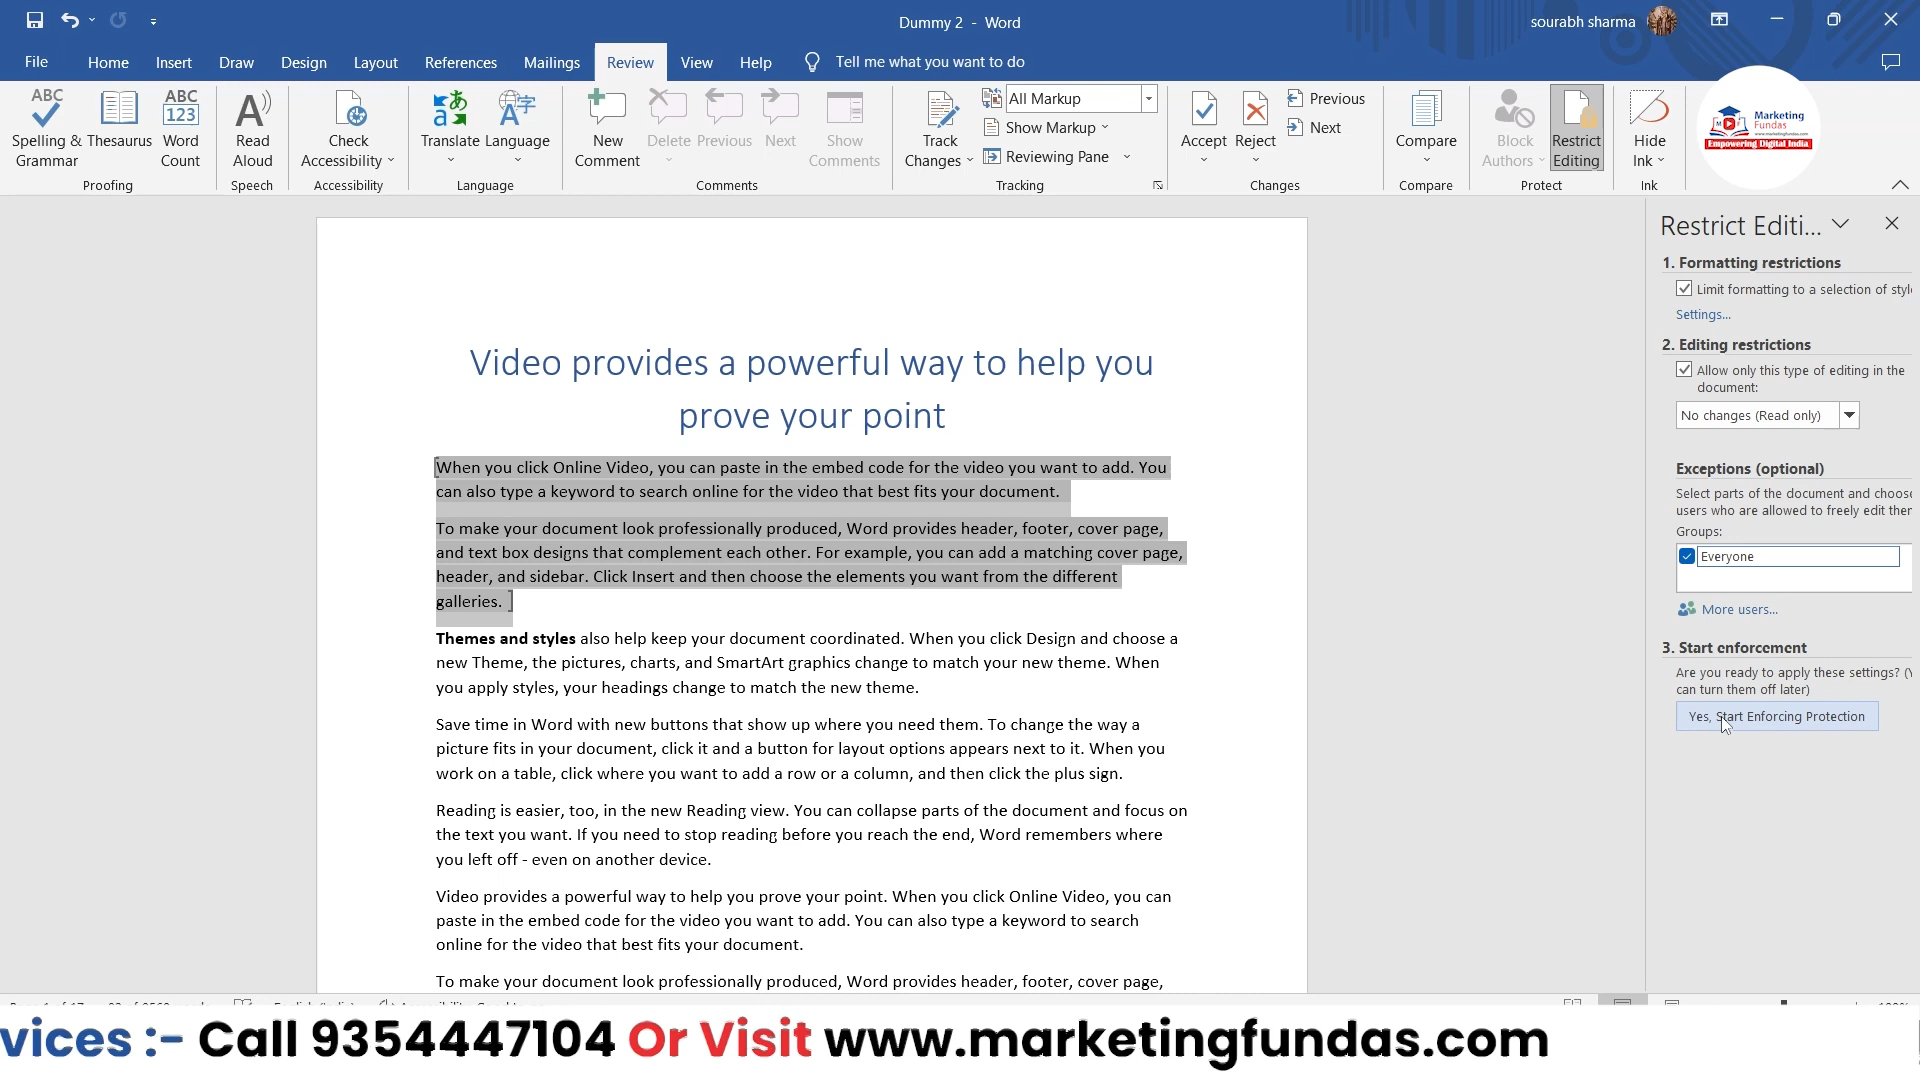 Dummy 2 - Word
sourabh sharma
File Home Insert Draw Design Layout References Mailings Review View Help Tell me what you want to do
ABC
Spelling &
Grammar
Thesaurus
ABC
123
Word
Count
Proofing
A
Read
Aloud
Speech
Check
Accessibility
Accessibility
Translate
Language
Language
New
Comment
Delete
Previous
Next
Show
Comments
Comments
Track
Changes
All Markup
Show Markup
Reviewing Pane
Tracking
Accept
Reject
Previous
Next
Changes
Compare
Compare
Block
Authors
Restrict
Editing
Protect
Hide
Ink
Ink
Marketing
Fundas
www.marketingfundas.com
Empowering Digital India!
Video provides a powerful way to help you
prove your point
When you click Online Video, you can paste in the embed code for the video you want to add. You
can also type a keyword to search online for the video that best fits your document.
To make your document look professionally produced, Word provides header, footer, cover page,
and text box designs that complement each other. For example, you can add a matching cover page,
header, and sidebar. Click Insert and then choose the elements you want from the different
galleries.
Themes and styles also help keep your document coordinated. When you click Design and choose a
new Theme, the pictures, charts, and SmartArt graphics change to match your new theme. When
you apply styles, your headings change to match the new theme.
Save time in Word with new buttons that show up where you need them. To change the way a
picture fits in your document, click it and a button for layout options appears next to it. When you
work on a table, click where you want to add a row or a column, and then click the plus sign.
Reading is easier, too, in the new Reading view. You can collapse parts of the document and focus on
the text you want. If you need to stop reading before you reach the end, Word remembers where
you left off - even on another device.
Video provides a powerful way to help you prove your point. When you click Online Video, you can
paste in the embed code for the video you want to add. You can also type a keyword to search
online for the video that best fits your document.
To make your document look professionally produced, Word provides header, footer, cover page,
Restrict Editi...
1. Formatting restrictions
Limit formatting to a selection of styl
Settings...
2. Editing restrictions
Allow only this type of editing in the
document:
No changes (Read only)
Exceptions (optional)
Select parts of the document and choose
users who are allowed to freely edit ther
Groups:
Everyone
More users...
3. Start enforcement
Are you ready to apply these settings? (Y
can turn them off later)
Yes, Start Enforcing Protection
vices :- Call 9354447104 Or Visit www.marketingfundas.com